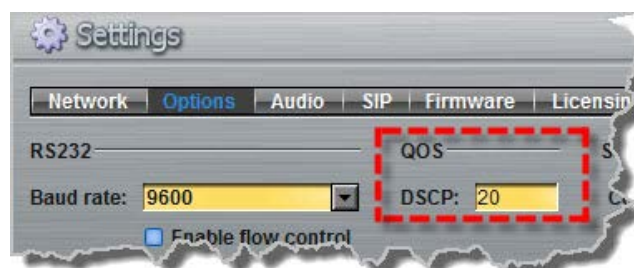 Settings
Network Options Audio SIP Firmware
RS232 QOS
Baud rate: 9600 DSCP: 20
Enable flow control